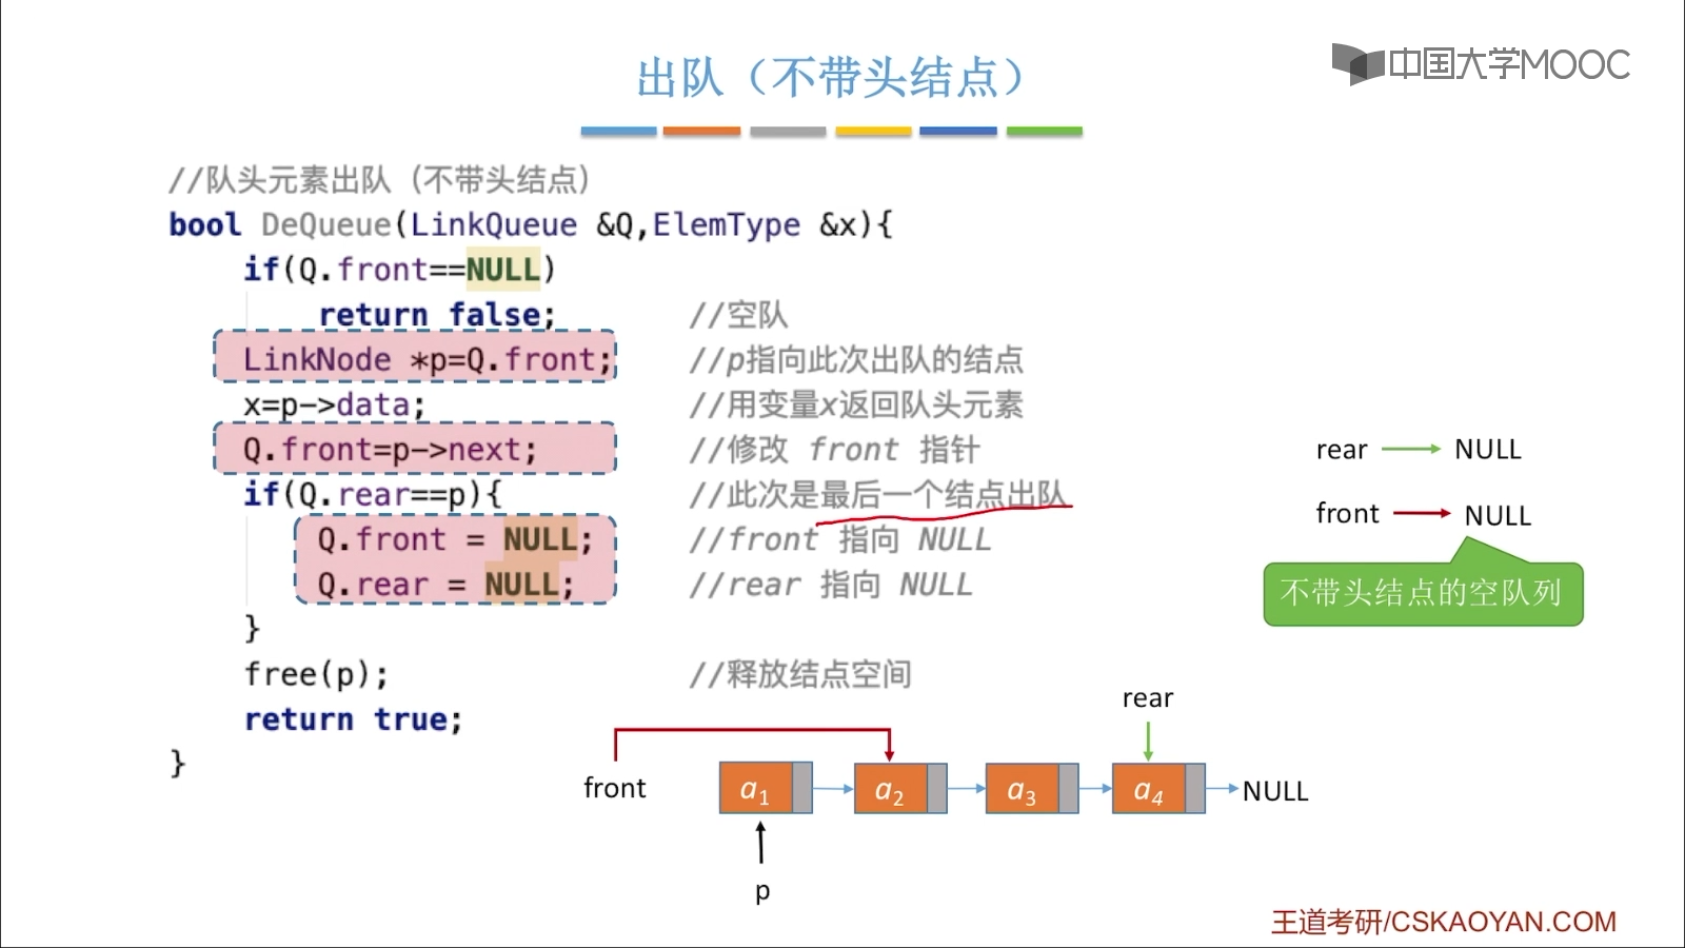 出队（不带头结点）
中国大学MOOC
//队头元素出队（不带头结点）
bool DeQueue(LinkQueue &Q,ElemType &x){
if(Q.front==NULL)
return false; //空队
LinkNode *p=Q.front; //p指向此次出队的结点
x=p->data; //用变量x返回队头元素
Q.front=p->next; //修改 front 指针
if(Q.rear==p){ //此次是最后一个结点出队
Q.front = NULL; //front 指向 NULL
Q.rear = NULL; //rear 指向 NULL
}
free(p); //释放结点空间
return true;
}
rear NULL
front NULL
不带头结点的空队列
rear
front a1 a2 a3 a4 NULL
p
王道考研/CSKAOYAN.COM